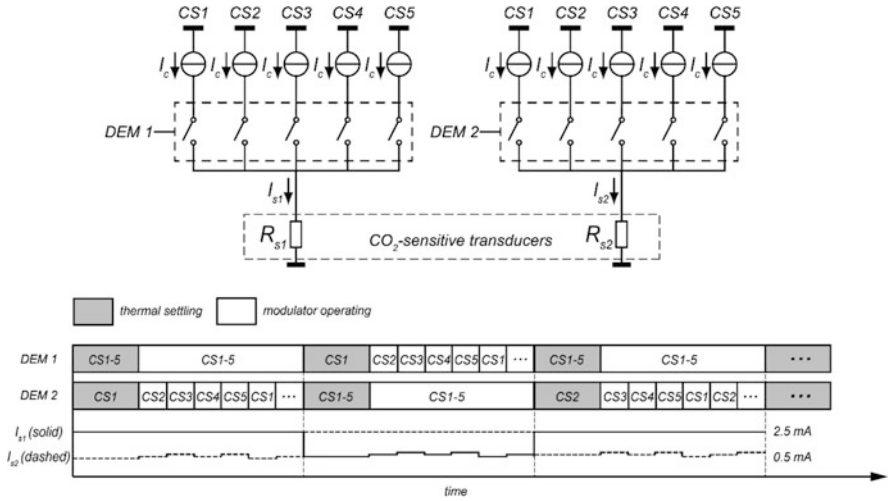 CS1 CS2 CS3 CS4 CS5 CS1 CS2 CS3 CS4 CS5
Ic Ic Ic Ic Ic Ic Ic Ic Ic Ic
DEM 1 DEM 2
Is1 Is2
Rs1 CO2-sensitive transducers Rs2
thermal settling modulator operating
DEM 1 CS1-5 CS1-5 CS1 CS2 CS3 CS4 CS5 CS1 ... CS1-5 CS1-5 ...
DEM 2 CS1 CS2 CS3 CS4 CS5 CS1 ... CS1-5 CS1-5 CS2 CS3 CS4 CS5 CS1 CS2 ... ...
Is1 (solid) 2.5 mA
Is2 (dashed) 0.5 mA
time